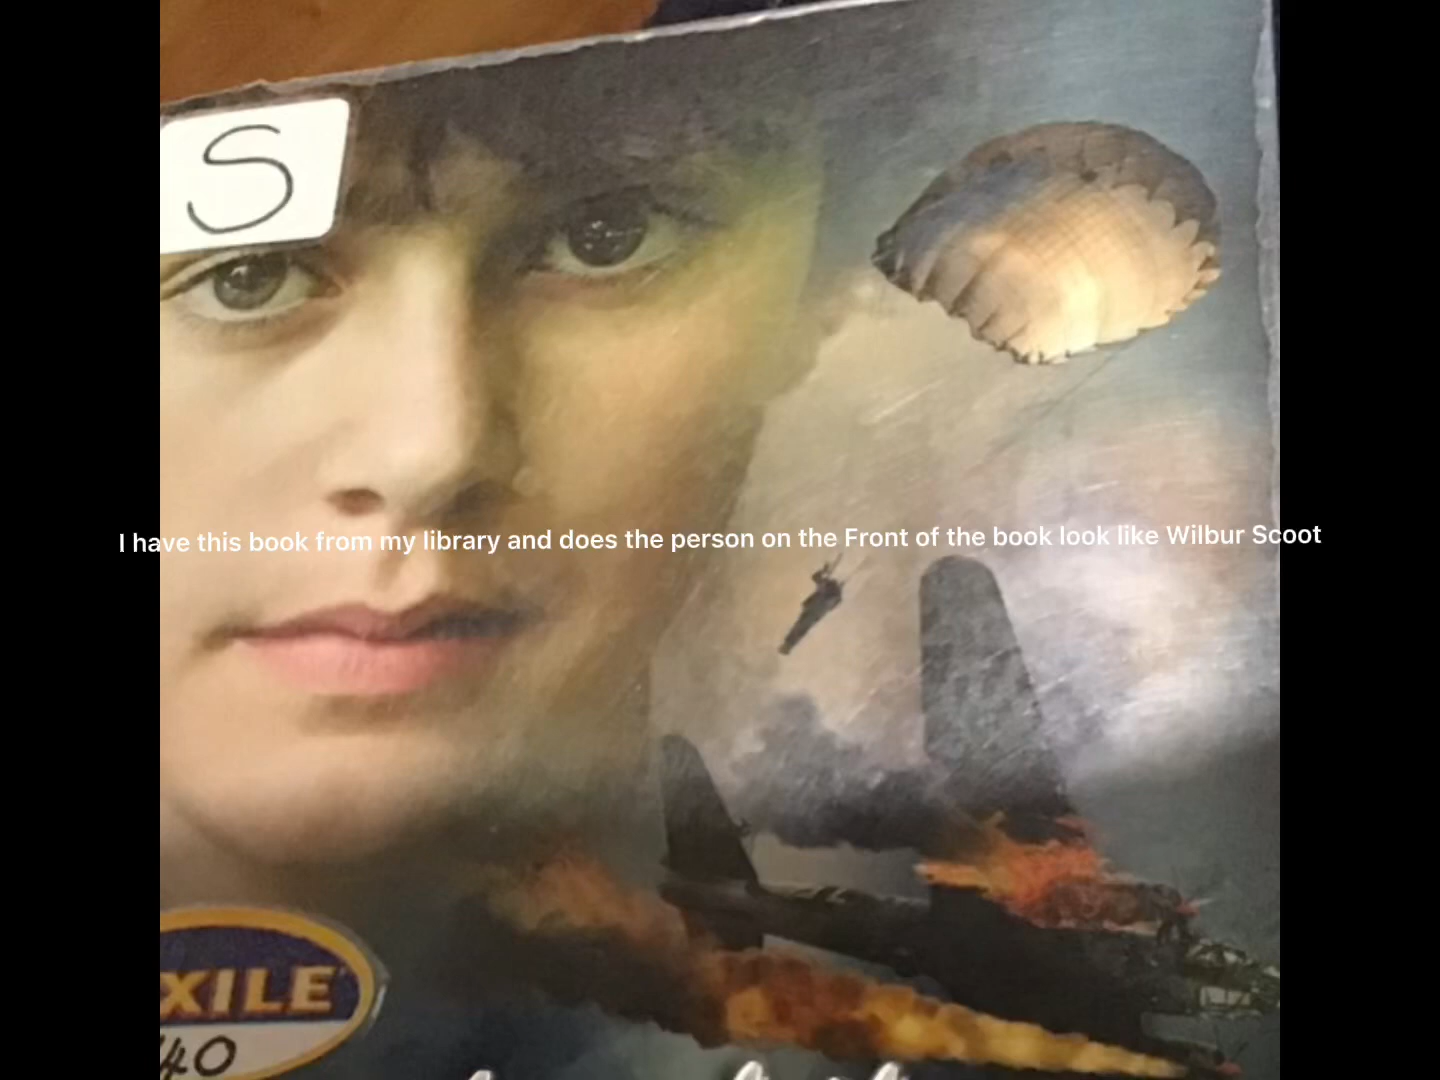 S
I have this book from my library and does the person on the Front of the book look like Wilbur Scoot
XILE
40